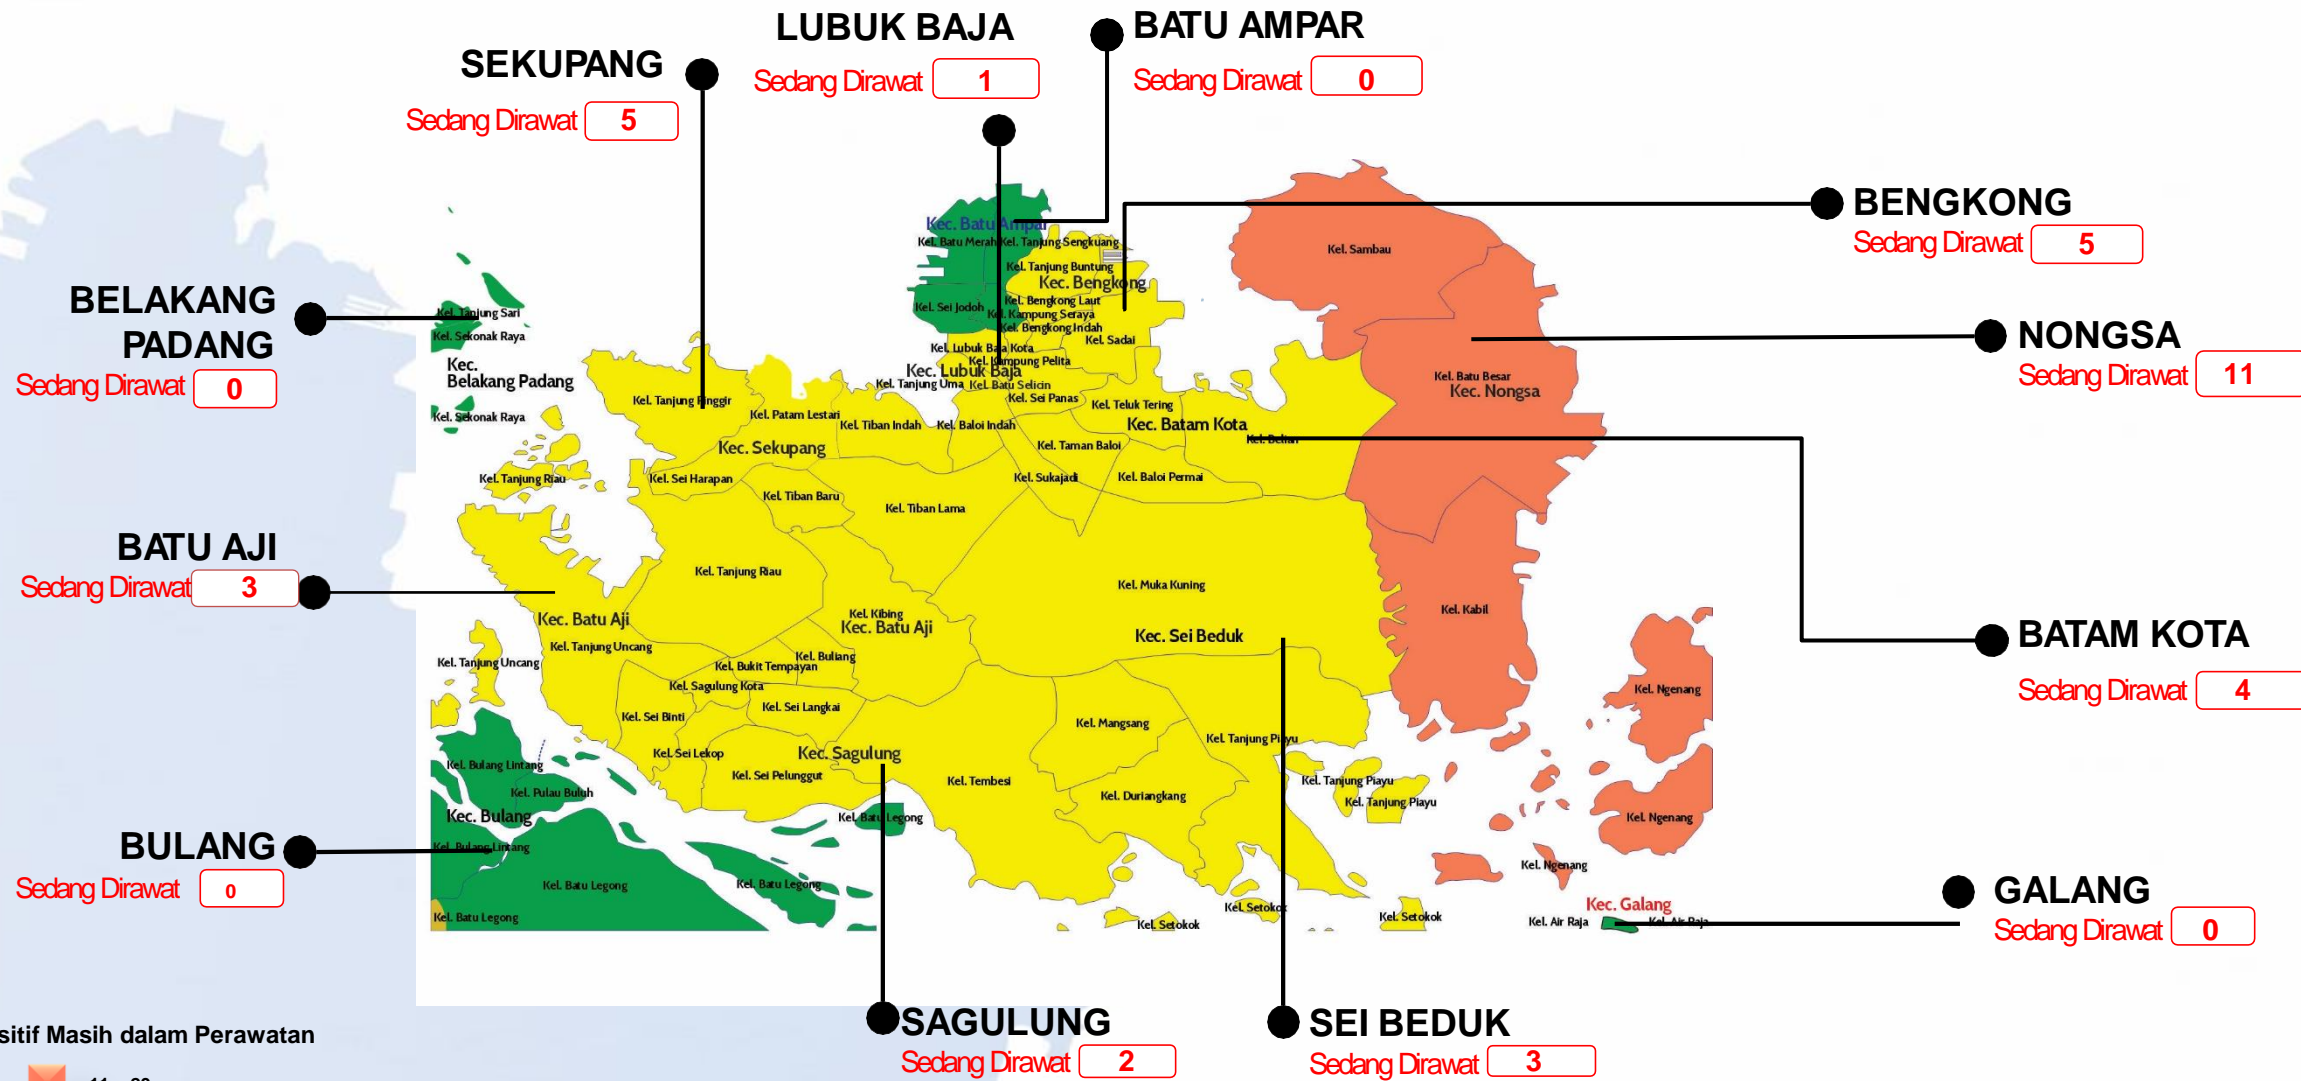 LUBUK BAJA
Sedang Dirawat 1
BATU AMPAR
Sedang Dirawat 0
SEKUPANG
Sedang Dirawat 5
BENGKONG
Sedang Dirawat 5
BELAKANG
PADANG
Sedang Dirawat 0
NONGSA
Sedang Dirawat 11
BATU AJI
Sedang Dirawat 3
BATAM KOTA
Sedang Dirawat 4
BULANG
Sedang Dirawat 0
GALANG
Sedang Dirawat 0
SAGULUNG
Sedang Dirawat 2
SEI BEDUK
Sedang Dirawat 3
Kec. Batu Ampar
Kel. Batu Merah
Kel. Tanjung Sengkuang
Kel. Tanjung Buntung
Kec. Bengkong
Kel. Bengkong Laut
Kel. Sei Jodoh
Kel. Kampung Seraya
Kel. Bengkong Indah
Kel. Sadai
Kel. Lubuk Baja Kota
Kel. Kampung Pelita
Kec. Lubuk Baja
Kel. Tanjung Uma
Kel. Batu Selicin
Kel. Sei Panas
Kel. Teluk Tering
Kec. Batam Kota
Kel. Belian
Kel. Taman Baloi
Kel. Sukajadi
Kel. Baloi Permai
Kel. Sambau
Kel. Batu Besar
Kec. Nongsa
Kel. Kabil
Kel. Ngenang
Kel. Ngenang
Kel. Ngenang
Kel. Tanjung Sari
Kel. Sekonak Raya
Kec.
Belakang Padang
Kel. Sekonak Raya
Kel. Tanjung Pinggir
Kel. Patam Lestari
Kel. Tiban Indah
Kel. Baloi Indah
Kec. Sekupang
Kel. Tanjung Riau
Kel. Sei Harapan
Kel. Tiban Baru
Kel. Tiban Lama
Kel. Tanjung Riau
Kel. Muka Kuning
Kec. Sei Beduk
Kec. Batu Aji
Kel. Tanjung Uncang
Kel. Tanjung Uncang
Kel. Kibing
Kec. Batu Aji
Kel. Buliang
Kel. Bukit Tempayan
Kel. Sagulung Kota
Kel. Sei Langkai
Kel. Sei Binti
Kel. Sei Lekop
Kec. Sagulung
Kel. Sei Pelunggut
Kel. Tembesi
Kel. Mangsang
Kel. Tanjung Piayu
Kel. Duriangkang
Kel. Tanjung Piayu
Kel. Tanjung Piayu
Kel. Bulang Lintang
Kel. Pulau Buluh
Kec. Bulang
Kel. Bulang Lintang
Kel. Batu Legong
Kel. Batu Legong
Kel. Batu Legong
Kel. Batu Legong
Kel. Setokok
Kel. Setokok
Kel. Setokok
Kec. Galang
Kel. Air Raja
Kel. Air Raja
sitif Masih dalam Perawatan